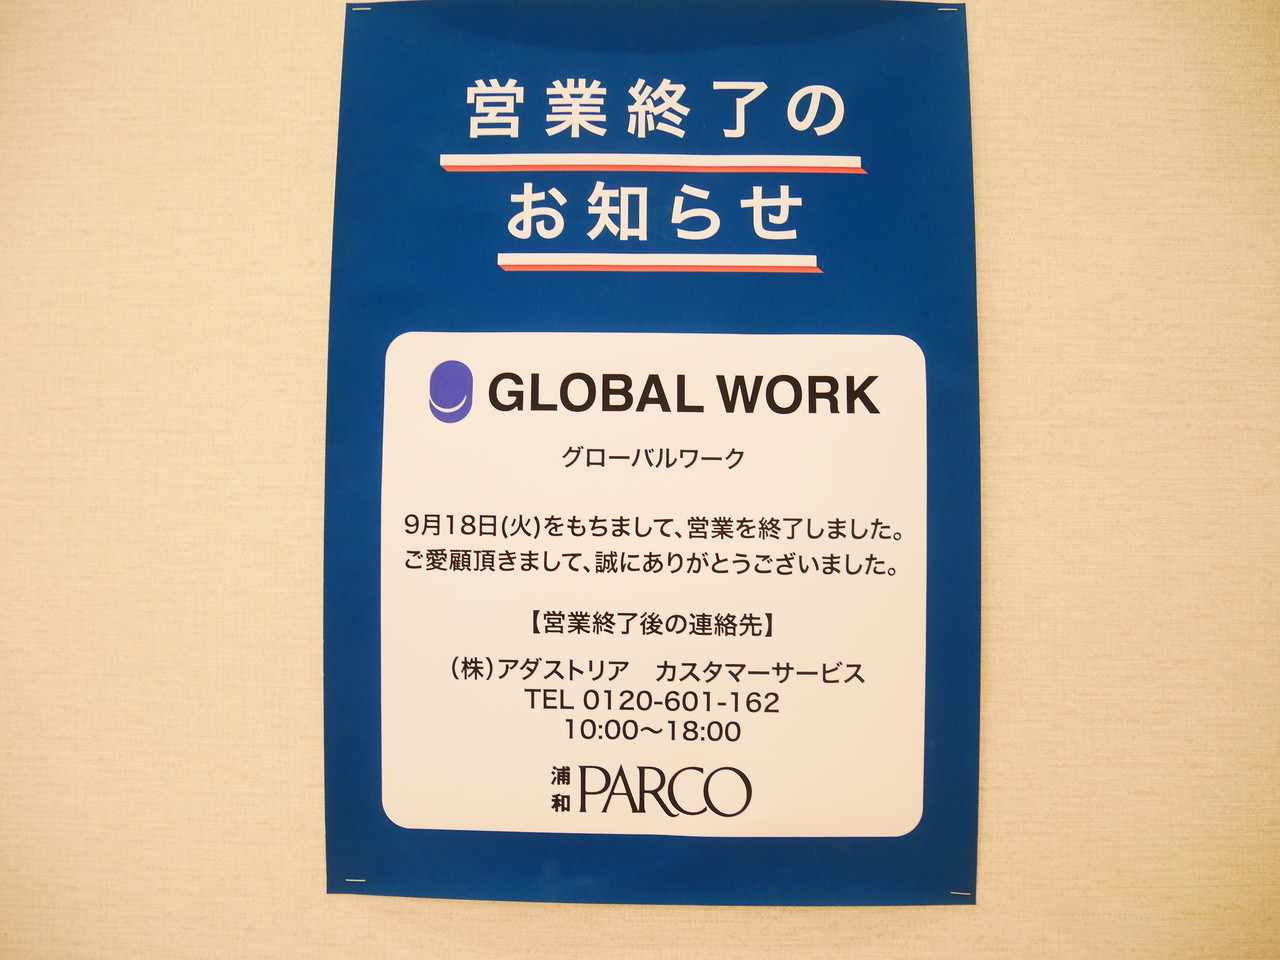 営業終了の
お知らせ
GLOBAL WORK
グローバルワーク
9月18日(火)をもちまして、営業を終了しました。
ご愛顧頂きまして、誠にありがとうございました。
【営業終了後の連絡先】
(株)アダストリア　カスタマーサービス
TEL 0120-601-162
10:00～18:00
浦和 PARCO